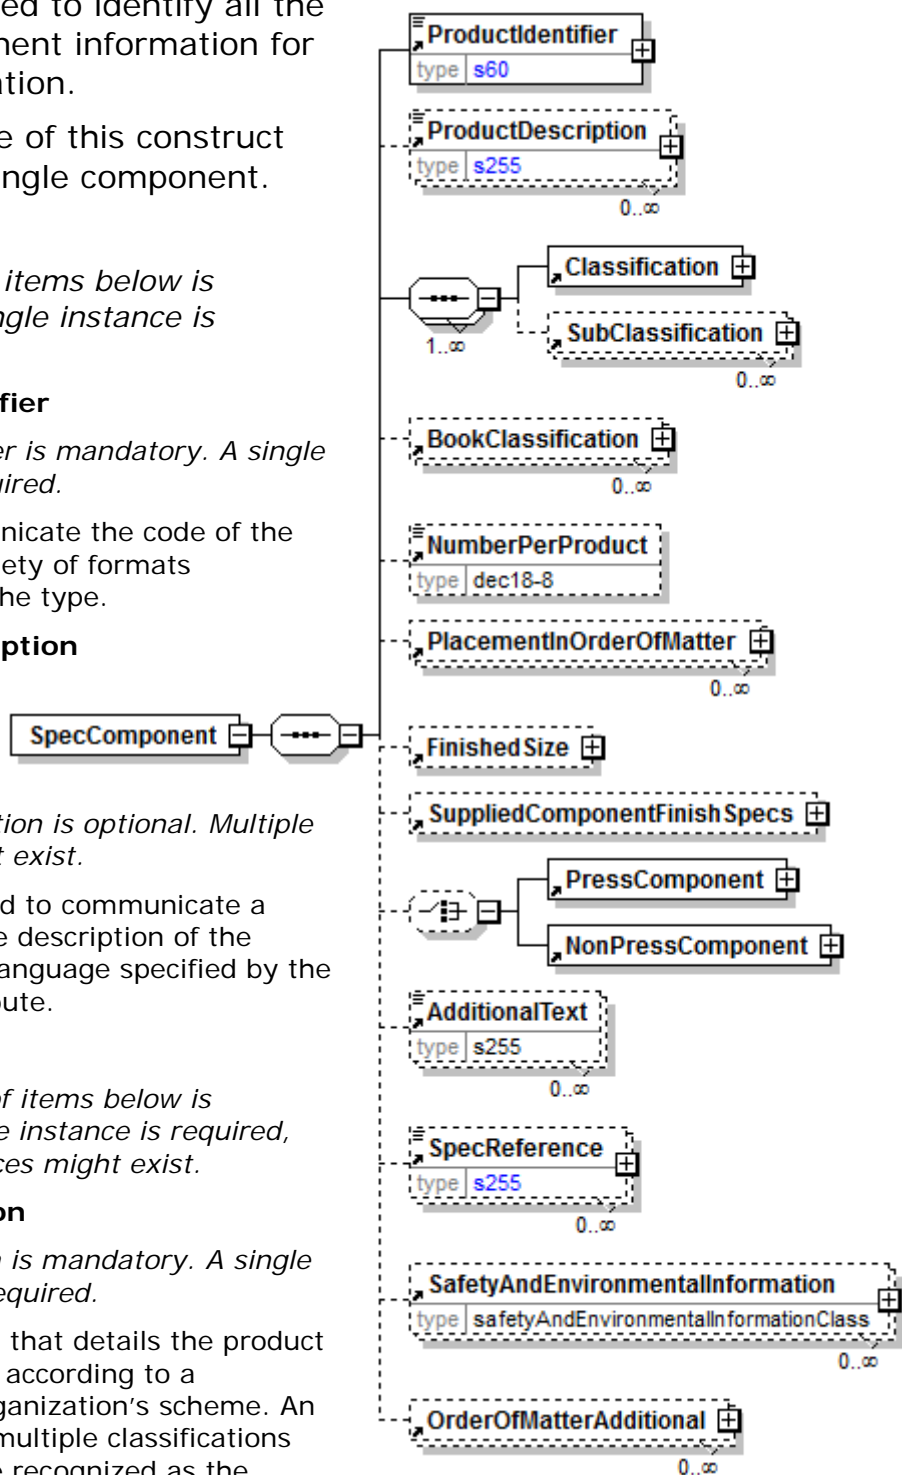 ed to identify all the
nent information for
ation.
e of this construct
ingle component.
items below is
ngle instance is
fier
er is mandatory. A single
uired.
nicate the code of the
iety of formats
he type.
ption
tion is optional. Multiple
t exist.
d to communicate a
e description of the
language specified by the
bute.
of items below is
e instance is required,
ces might exist.
on
n is mandatory. A single
equired.
that details the product
according to a
ganization's scheme. An
multiple classifications
e recognized as the
SpecComponent
ProductIdentifier
type s60
ProductDescription
type s255
0..∞
1..∞
Classification
SubClassification
0..∞
BookClassification
0..∞
NumberPerProduct
type dec18-8
PlacementInOrderOfMatter
0..∞
FinishedSize
SuppliedComponentFinishSpecs
PressComponent
NonPressComponent
AdditionalText
type s255
0..∞
SpecReference
type s255
0..∞
SafetyAndEnvironmentalInformation
type safetyAndEnvironmentalInformationClass
0..∞
OrderOfMatterAdditional
0..∞